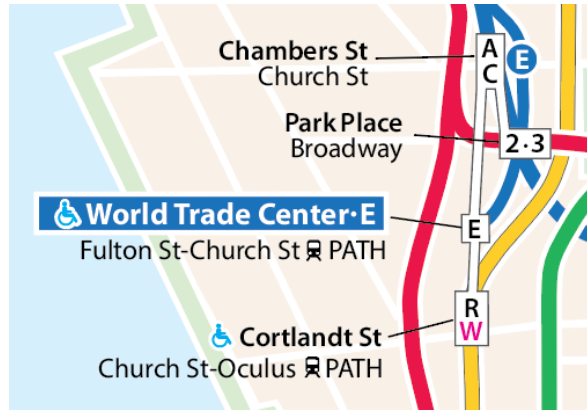 Chambers St
Church St
A
C
E
Park Place
Broadway
2·3
World Trade Center·E
Fulton St-Church St PATH
E
Cortlandt St
Church St-Oculus PATH
R
W